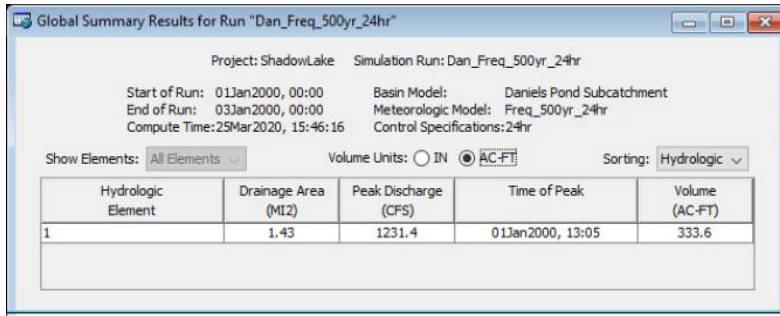 Global Summary Results for Run "Dan_Freq_500yr_24hr"
Project: ShadowLake Simulation Run: Dan_Freq_500yr_24hr
Start of Run: 01Jan2000, 00:00 Basin Model: Daniels Pond Subcatchment
End of Run: 03Jan2000, 00:00 Meteorologic Model: Freq_500yr_24hr
Compute Time:25Mar2020, 15:46:16 Control Specifications:24hr
Show Elements: All Elements Volume Units: IN AC-FT Sorting: Hydrologic
Hydrologic Drainage Area Peak Discharge Time of Peak Volume
Element (MI2) (CFS) (AC-FT)
1 1.43 1231.4 01Jan2000, 13:05 333.6